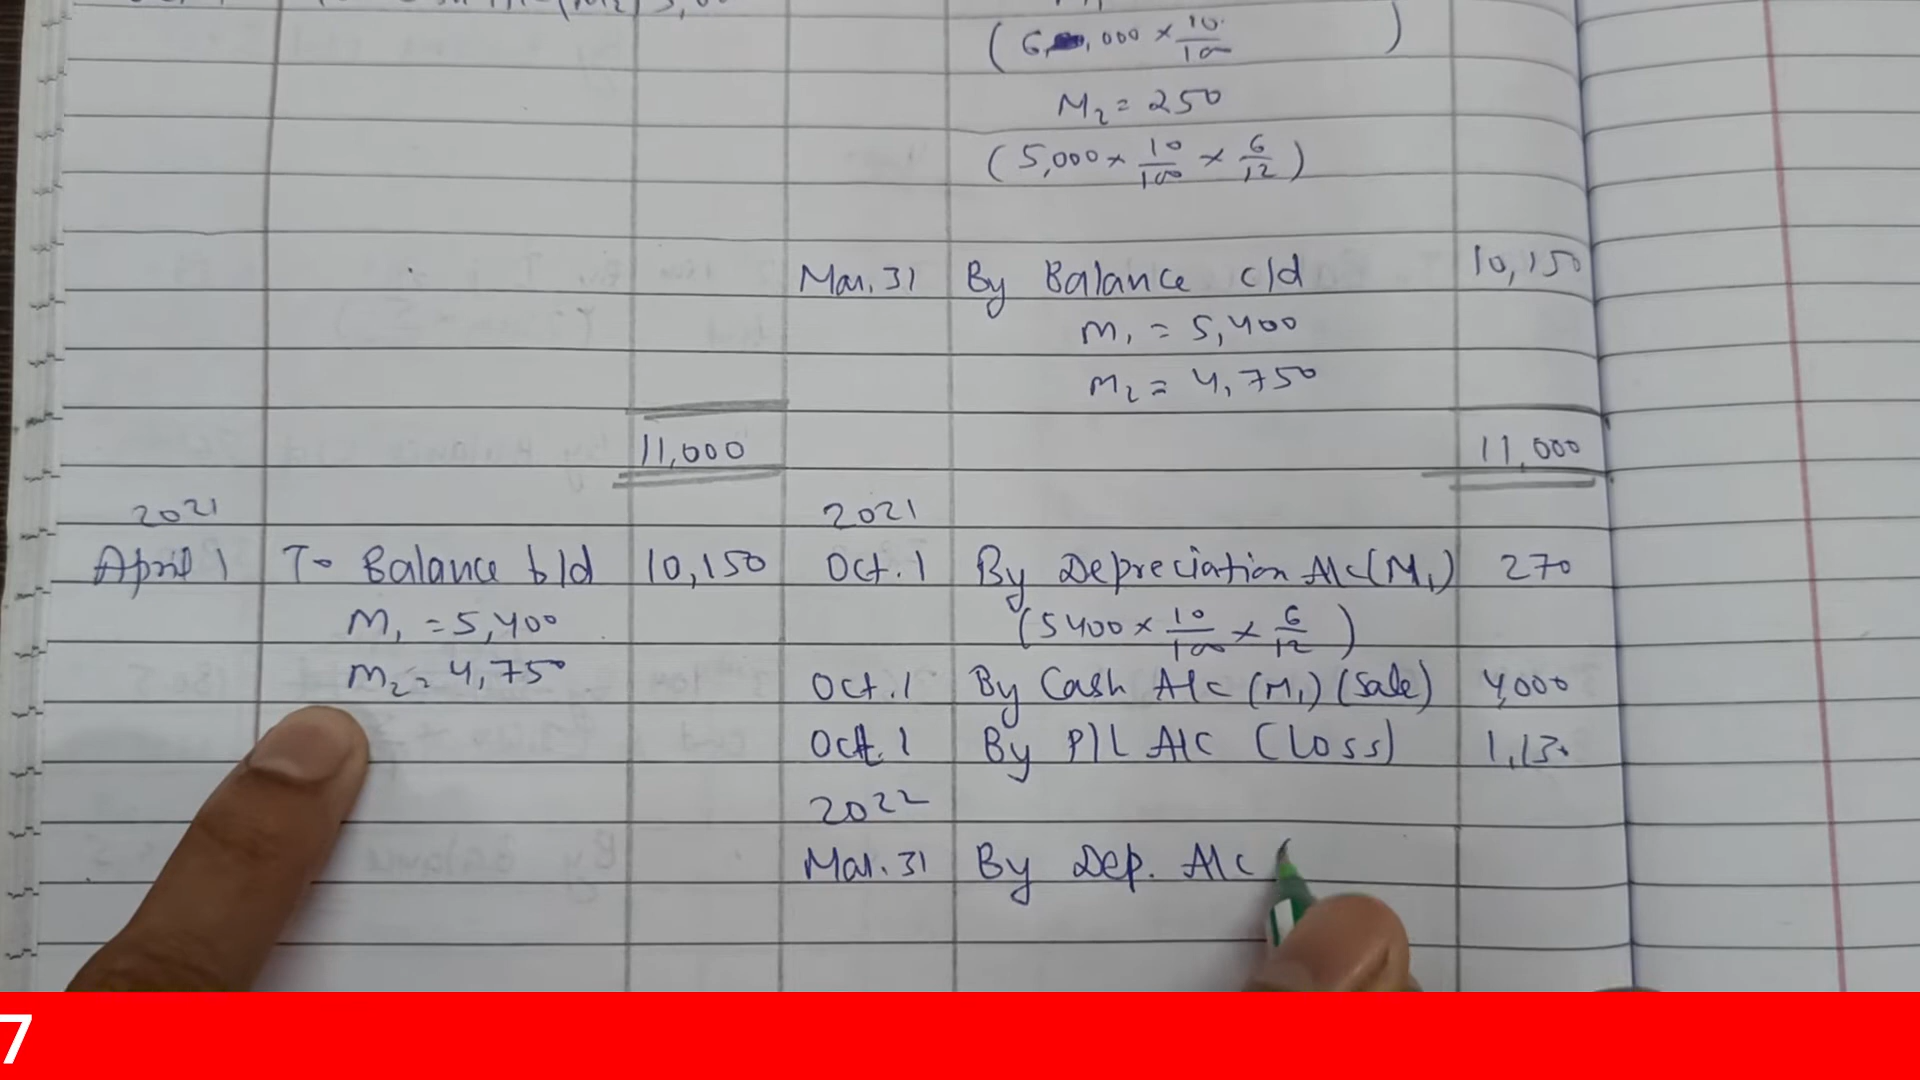 (6, 000 × 10/100 )
M2 = 250
(5,000 × 10/100 × 6/12)
Mar. 31 By Balance c/d 10,150
M1 = 5,400
M2 = 4,750
11,000 11,000
2021 2021
April 1 To Balance b/d 10,150 Oct. 1 By Depreciation A/c (M1) 270
M1 = 5,400 (5400 × 10/100 × 6/12)
M2 = 4,750 Oct. 1 By Cash A/c (M1) (Sale) 4,000
Oct. 1 By P/L A/C (Loss) 1,130
2022
Mar. 31 By Dep. A/c (
7